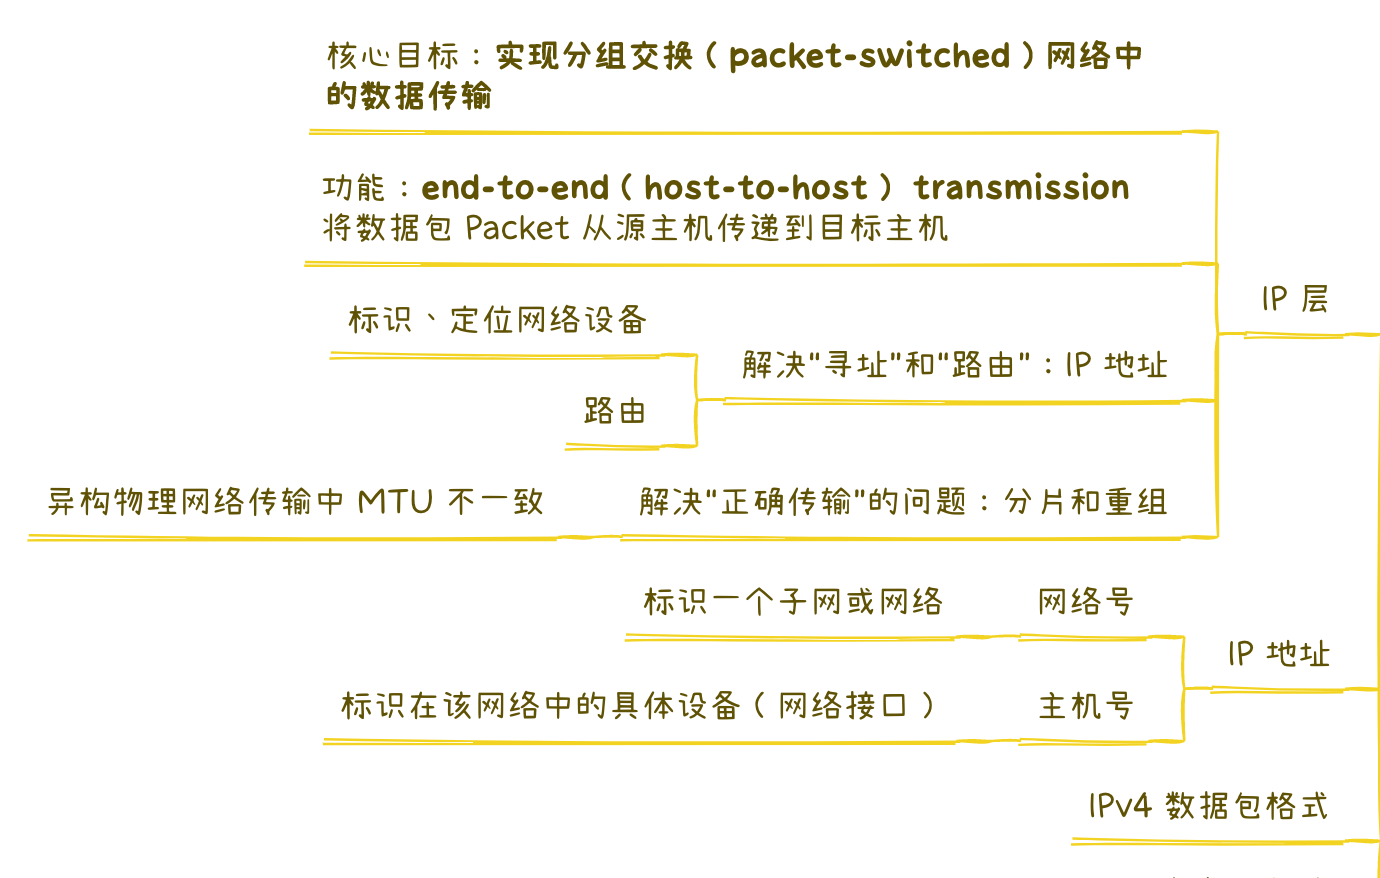 核心目标：实现分组交换（packet-switched）网络中
的数据传输
功能：end-to-end（host-to-host） transmission
将数据包 Packet 从源主机传递到目标主机
IP 层
标识、定位网络设备
解决"寻址"和"路由"：IP 地址
路由
异构物理网络传输中 MTU 不一致
解决"正确传输"的问题：分片和重组
标识一个子网或网络
网络号
IP 地址
标识在该网络中的具体设备（网络接口）
主机号
IPv4 数据包格式